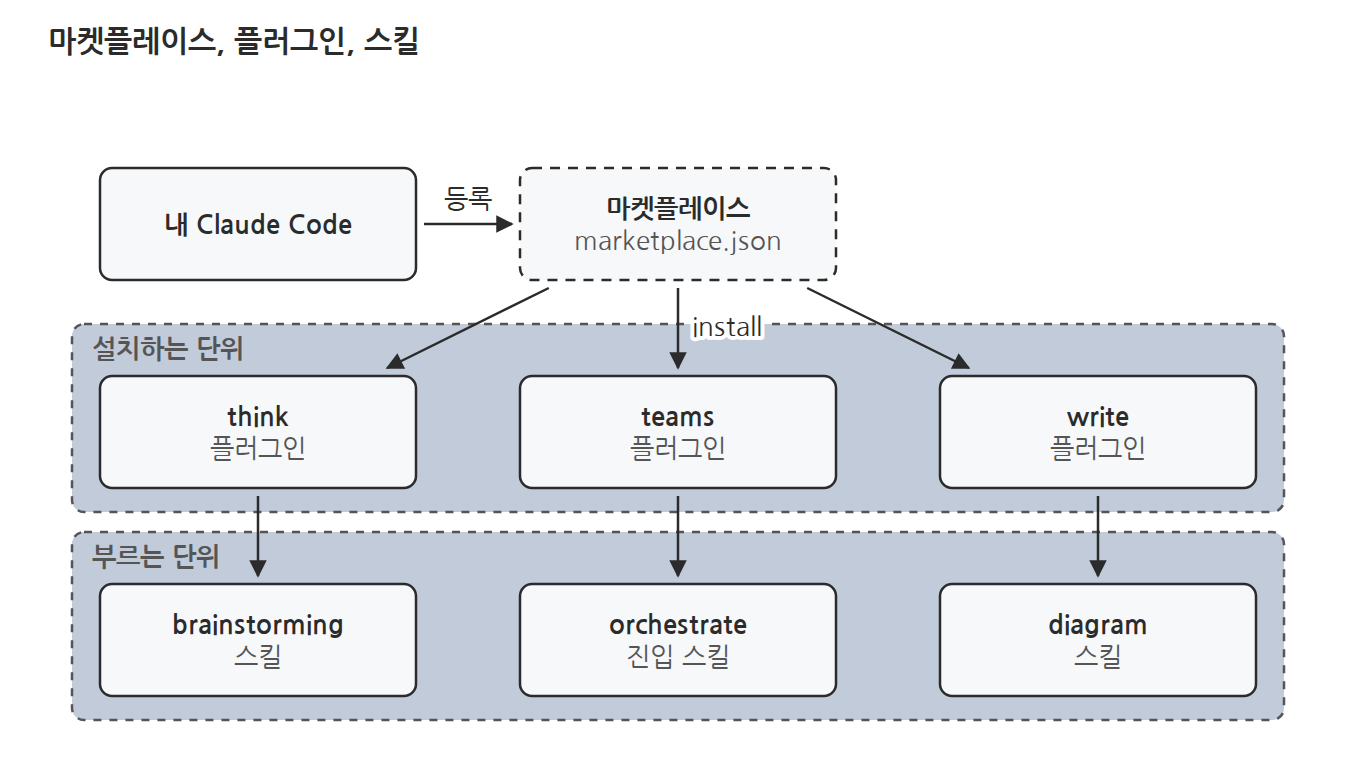 마켓플레이스, 플러그인, 스킬
내 Claude Code
등록
마켓플레이스
marketplace.json
install
설치하는 단위
think
플러그인
teams
플러그인
write
플러그인
부르는 단위
brainstorming
스킬
orchestrate
진입 스킬
diagram
스킬